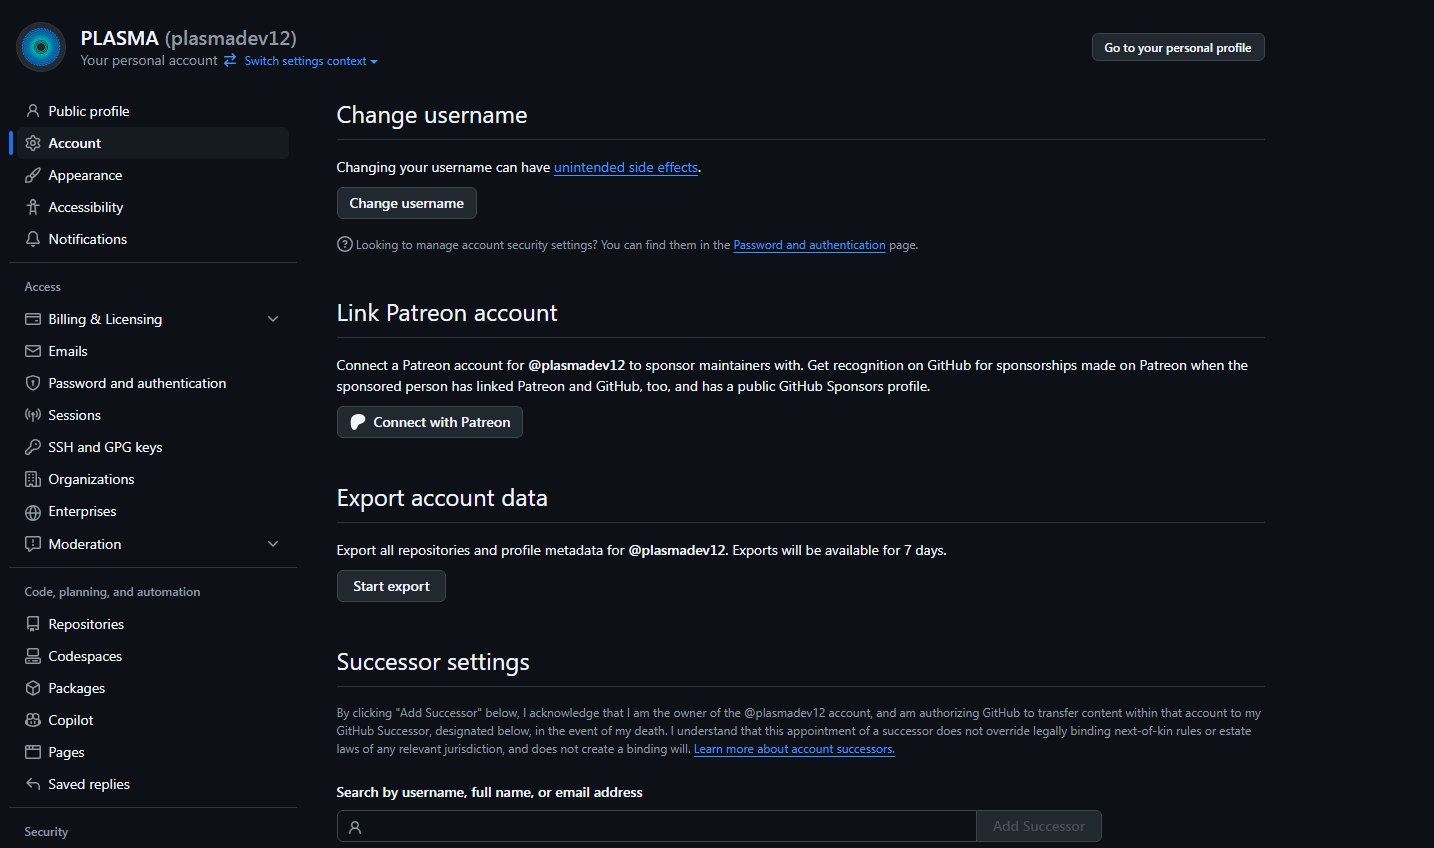 PLASMA (plasmadev12)
Your personal account Switch settings context
Go to your personal profile
Public profile
Account
Appearance
Accessibility
Notifications
Access
Billing & Licensing
Emails
Password and authentication
Sessions
SSH and GPG keys
Organizations
Enterprises
Moderation
Code, planning, and automation
Repositories
Codespaces
Packages
Copilot
Pages
Saved replies
Security
Change username
Changing your username can have unintended side effects.
Change username
Looking to manage account security settings? You can find them in the Password and authentication page.
Link Patreon account
Connect a Patreon account for @plasmadev12 to sponsor maintainers with. Get recognition on GitHub for sponsorships made on Patreon when the
sponsored person has linked Patreon and GitHub, too, and has a public GitHub Sponsors profile.
Connect with Patreon
Export account data
Export all repositories and profile metadata for @plasmadev12. Exports will be available for 7 days.
Start export
Successor settings
By clicking "Add Successor" below, I acknowledge that I am the owner of the @plasmadev12 account, and am authorizing GitHub to transfer content within that account to my
GitHub Successor, designated below, in the event of my death. I understand that this appointment of a successor does not override legally binding next-of-kin rules or estate
laws of any relevant jurisdiction, and does not create a binding will. Learn more about account successors.
Search by username, full name, or email address
Add Successor